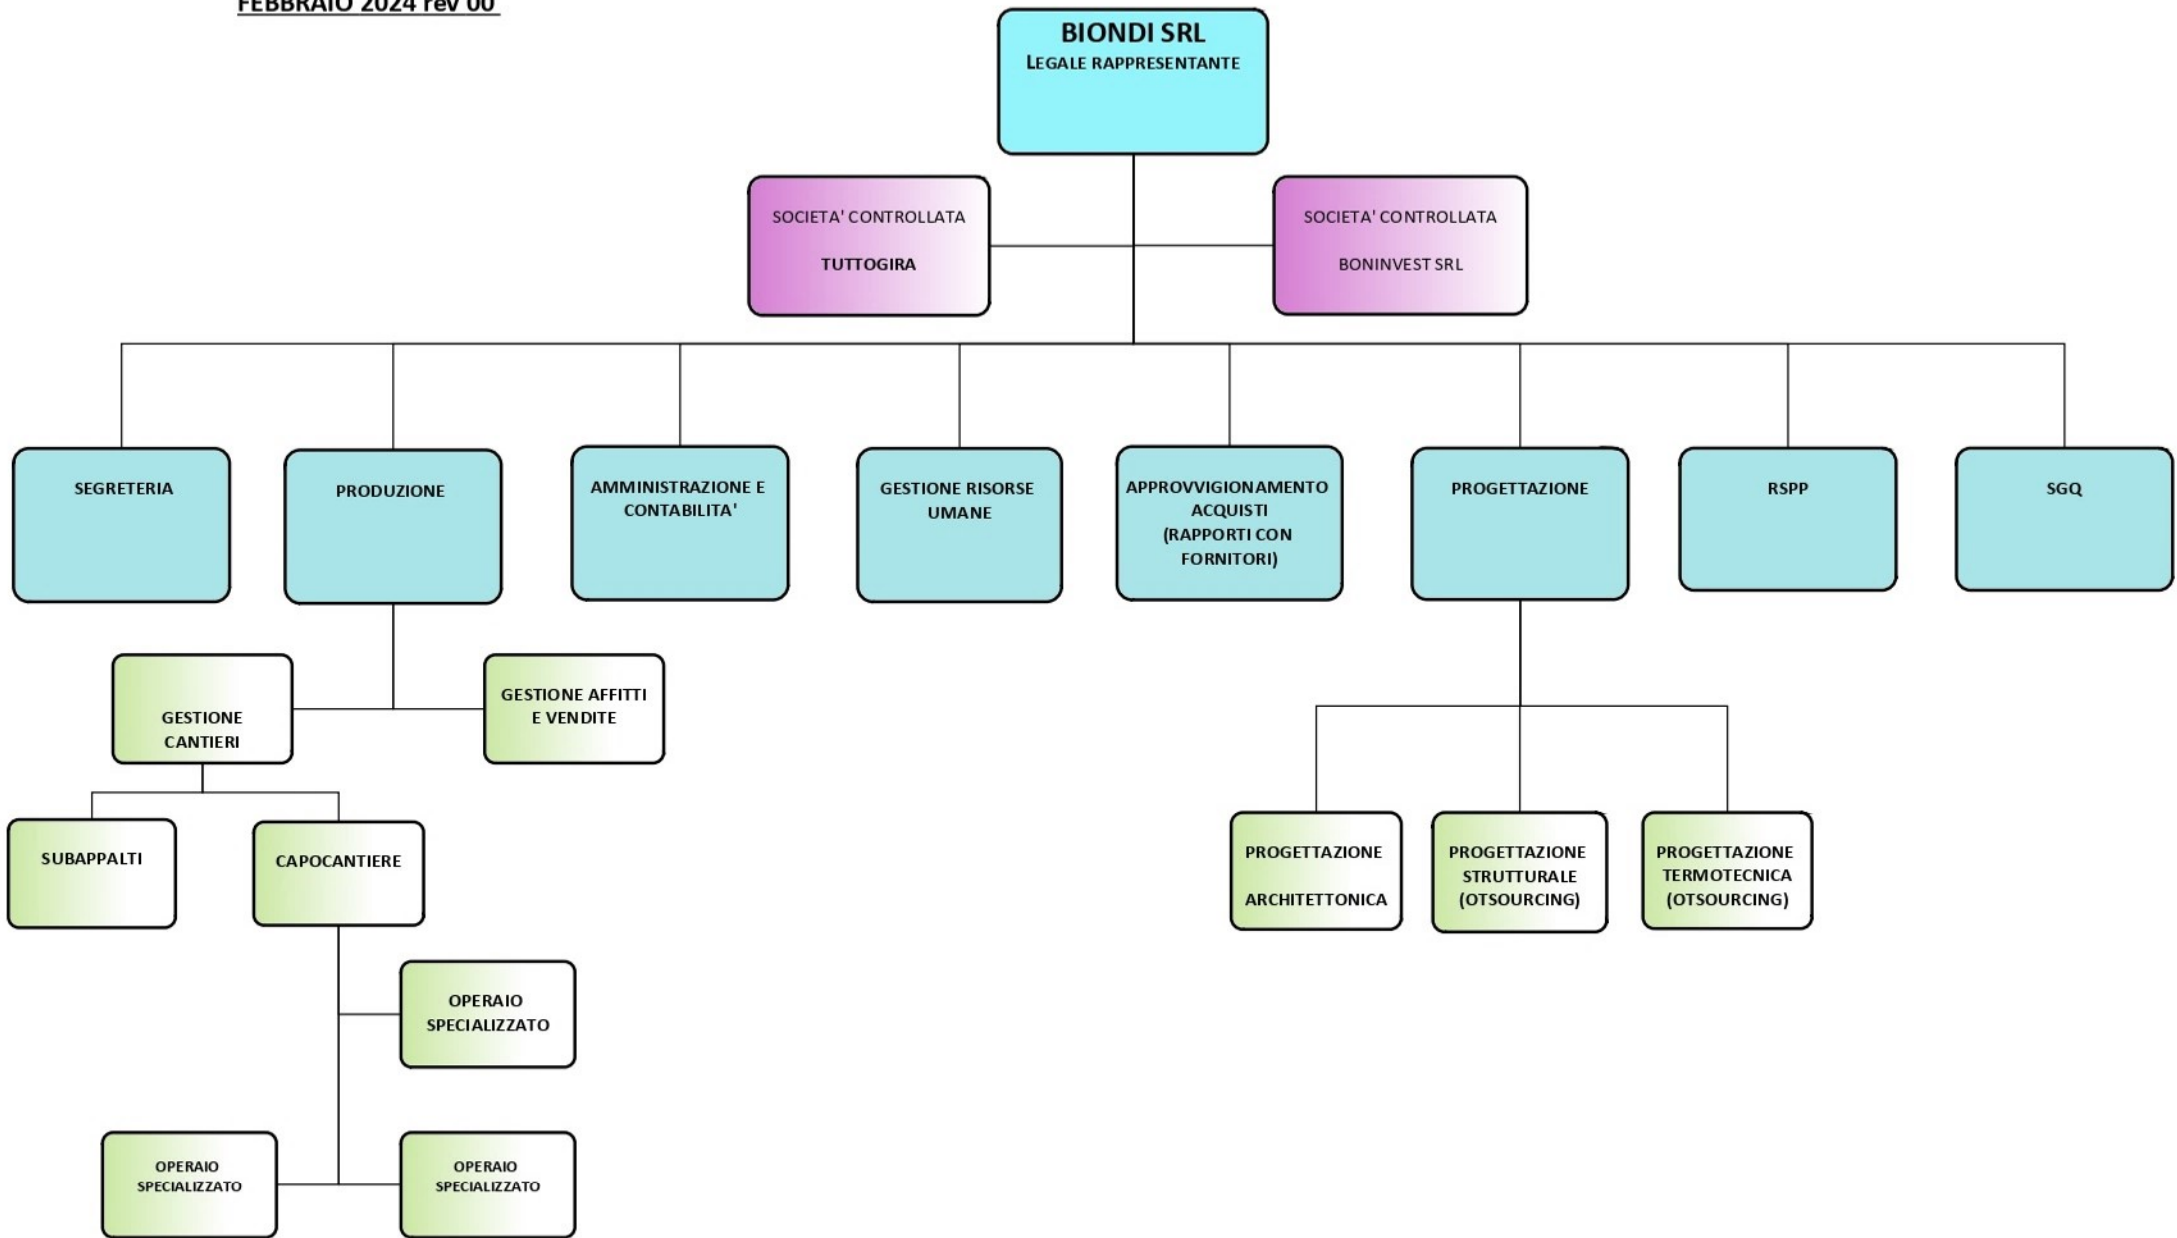 FEBBRAIO 2024 rev 00
BIONDI SRL
LEGALE RAPPRESENTANTE
SOCIETA' CONTROLLATA
TUTTOGIRA
SOCIETA' CONTROLLATA
BONINVEST SRL
SEGRETERIA
PRODUZIONE
AMMINISTRAZIONE E
CONTABILITA'
GESTIONE RISORSE
UMANE
APPROVVIGIONAMENTO
ACQUISTI
(RAPPORTI CON
FORNITORI)
PROGETTAZIONE
RSPP
SGQ
GESTIONE
CANTIERI
GESTIONE AFFITTI
E VENDITE
SUBAPPALTI
CAPOCANTIERE
PROGETTAZIONE
ARCHITETTONICA
PROGETTAZIONE
STRUTTURALE
(OTSOURCING)
PROGETTAZIONE
TERMOTECNICA
(OTSOURCING)
OPERAIO
SPECIALIZZATO
OPERAIO
SPECIALIZZATO
OPERAIO
SPECIALIZZATO